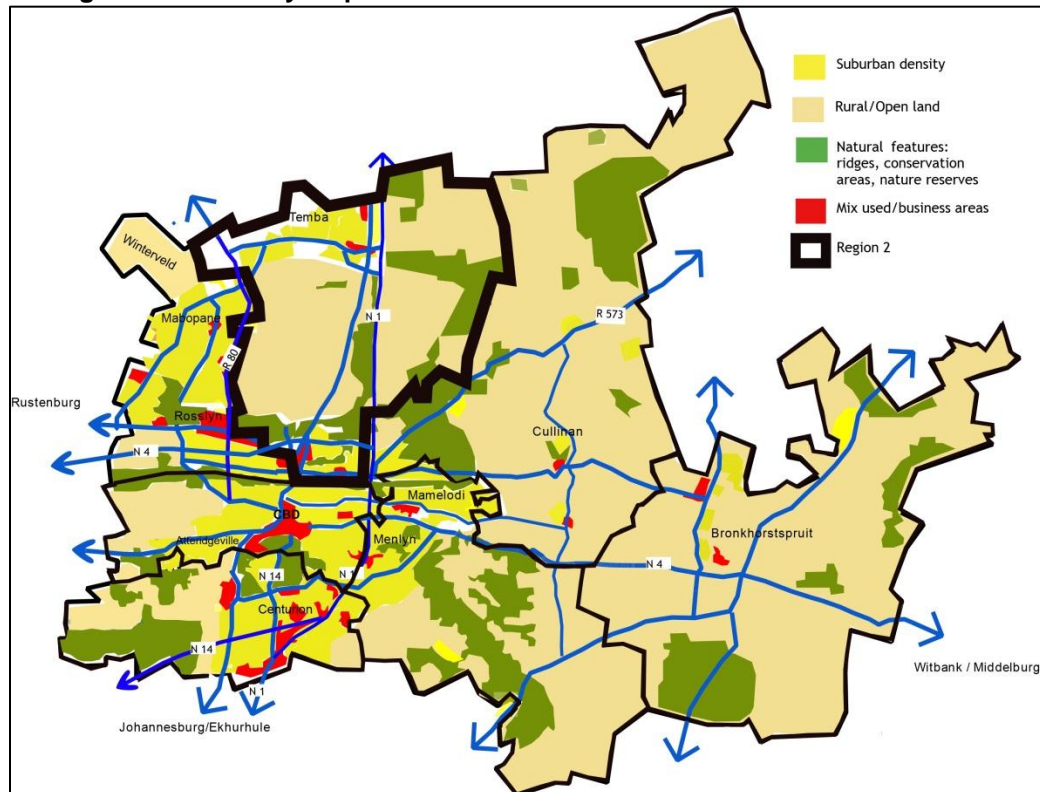 Suburban density
Rural/Open land
Natural features:
ridges, conservation
areas, nature reserves
Mix used/business areas
Region 2
Temba
Winterveld
Mabopane
N 1
R 80
R 573
Rustenburg
Rosslyn
N 4
Cullinan
Mamelodi
CBD
Atteridgeville
Menlyn
Bronkhorstspruit
N 4
N 14
N 1
Centurion
N 14
N 1
Witbank / Middelburg
Johannesburg/Ekhurhule